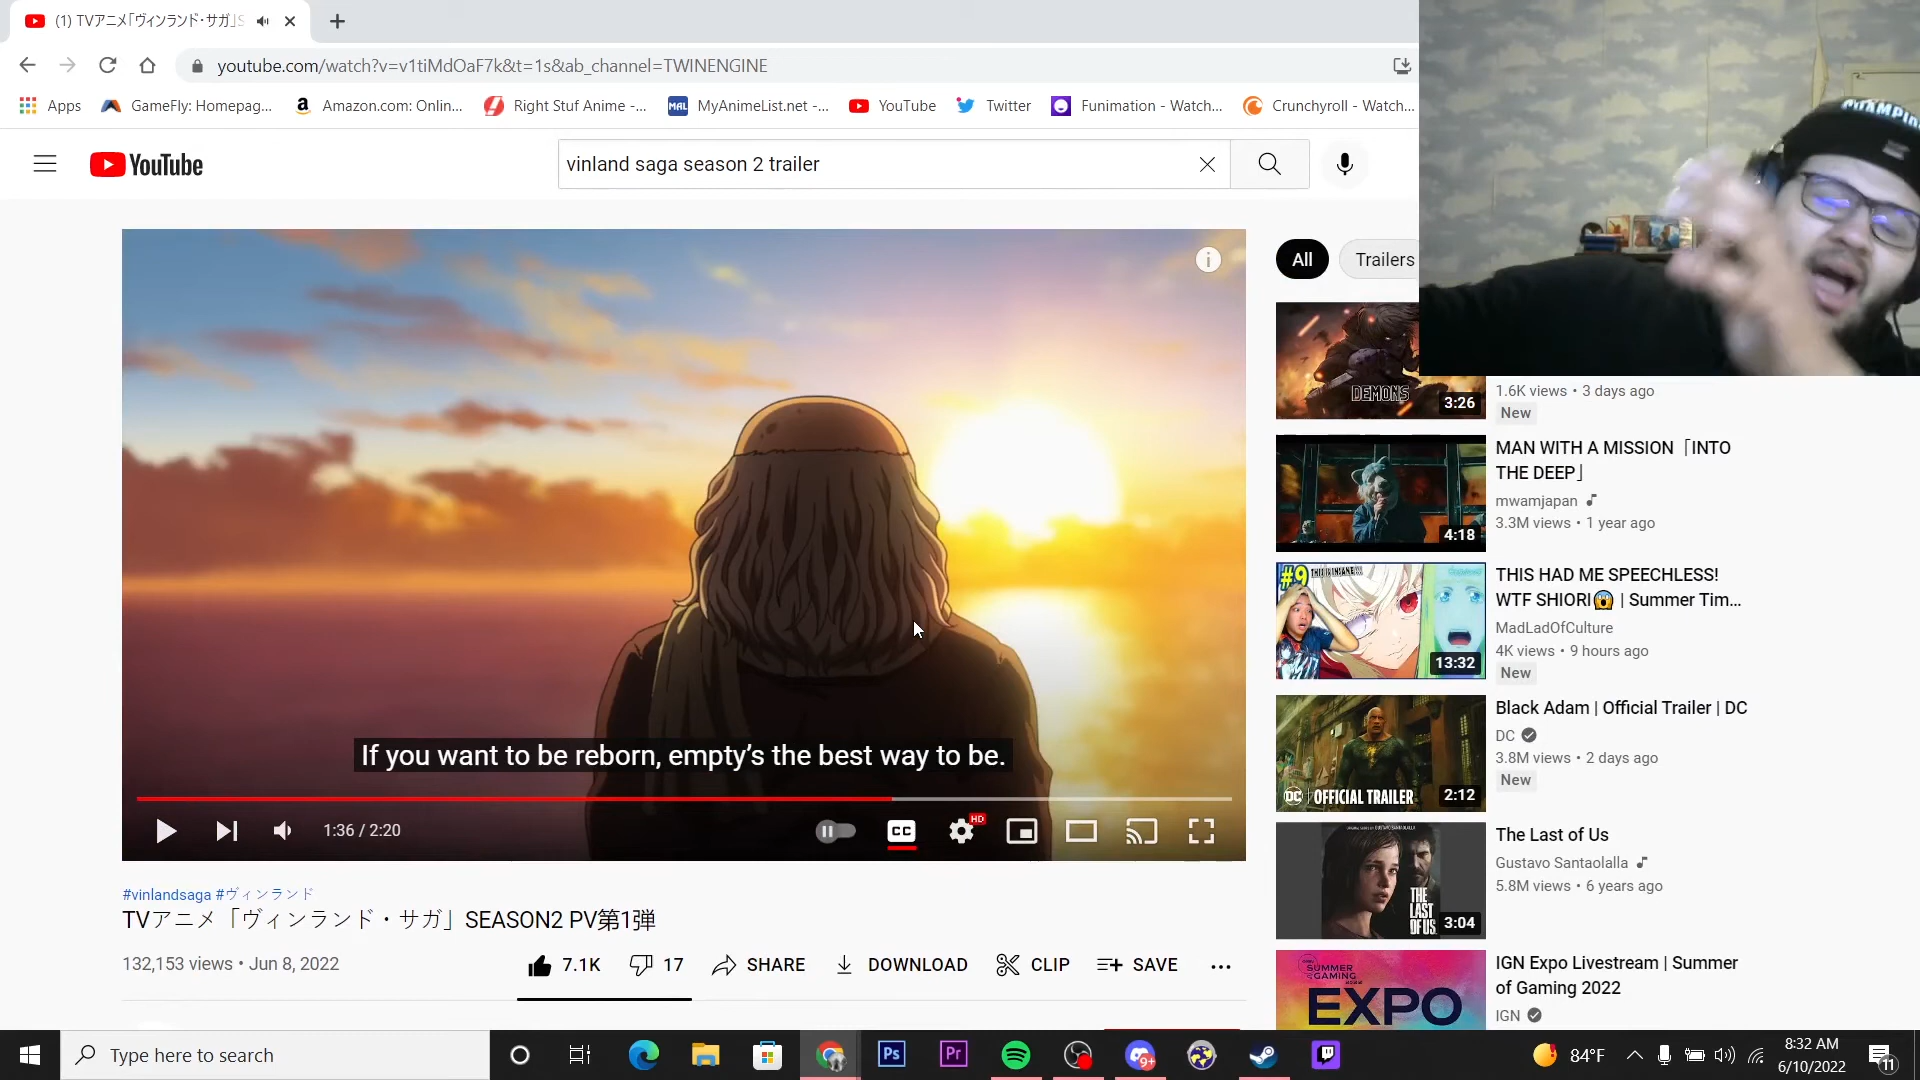 (1) TVアニメ「ヴィンランド・サガ」S
youtube.com/watch?v=v1tiMdOaF7k&t=1s&ab_channel=TWINENGINE
Apps
GameFly: Homepag...
Amazon.com: Onlin...
Right Stuf Anime -...
MAL
MyAnimeList.net -...
YouTube
Twitter
Funimation - Watch...
Crunchyroll - Watch...
YouTube
vinland saga season 2 trailer
All
Trailers
If you want to be reborn, empty's the best way to be.
1:36 / 2:20
CC
HD
#vinlandsaga #ヴィンランド
TVアニメ「ヴィンランド・サガ」SEASON2 PV第1弾
132,153 views • Jun 8, 2022
7.1K
17
SHARE
DOWNLOAD
CLIP
SAVE
DEMONS
3:26
1.6K views • 3 days ago
New
4:18
MAN WITH A MISSION「INTO
THE DEEP」
mwamjapan
3.3M views • 1 year ago
#9
13:32
THIS HAD ME SPEECHLESS!
WTF SHIORI😱 | Summer Tim...
MadLadOfCulture
4K views • 9 hours ago
New
DC OFFICIAL TRAILER
2:12
Black Adam | Official Trailer | DC
DC
3.8M views • 2 days ago
New
THE
LAST
OF US
3:04
The Last of Us
Gustavo Santaolalla
5.8M views • 6 years ago
SUMMER
OF GAMING
EXPO
IGN Expo Livestream | Summer
of Gaming 2022
IGN
Type here to search
Ps
Pr
9+
84°F
8:32 AM
6/10/2022
11